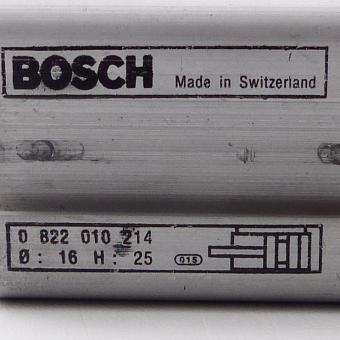 BOSCH Made in Switzerland
0 822 010 214
Ø: 16 H: 25 015